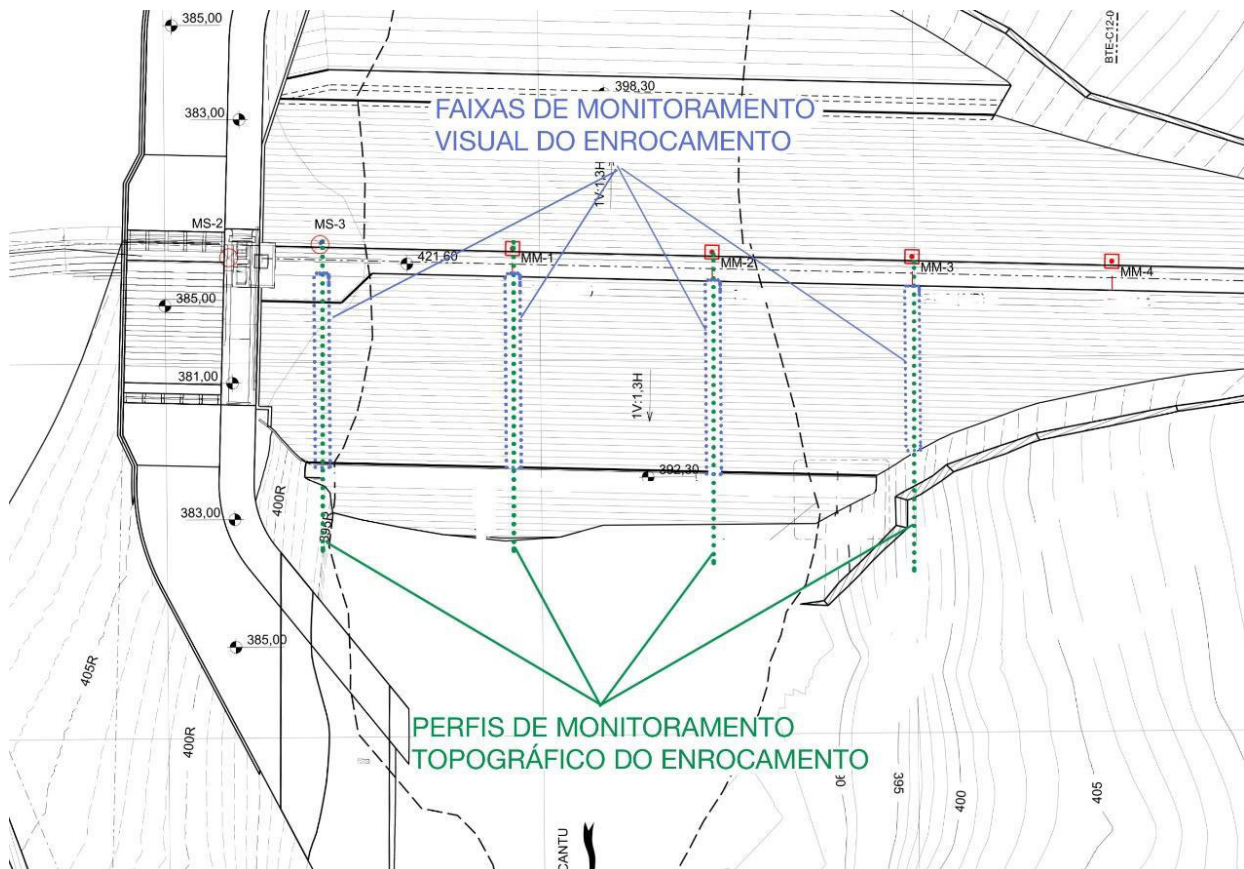 385,00
BTE-C12-0
398,30
FAIXAS DE MONITORAMENTO
VISUAL DO ENROCAMENTO
383,00
1V:1,3H
MS-2
MS-3
421,60
MM-1
MM-2
MM-3
MM-4
385,00
381,00
1V:1,3H
392,30
400R
395R
383,00
385,00
405R
400R
PERFIS DE MONITORAMENTO
TOPOGRÁFICO DO ENROCAMENTO
395
400
405
CANTU